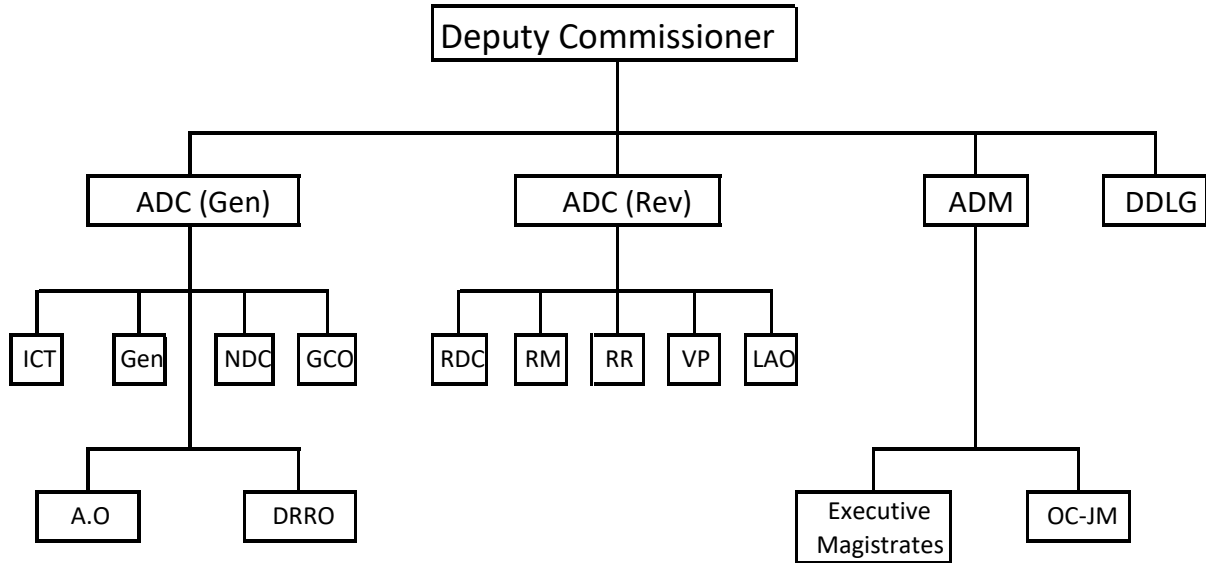 Deputy Commissioner
ADC (Gen)
ADC (Rev)
ADM
DDLG
ICT
Gen
NDC
GCO
RDC
RM
RR
VP
LAO
A.O
DRRO
Executive
Magistrates
OC-JM